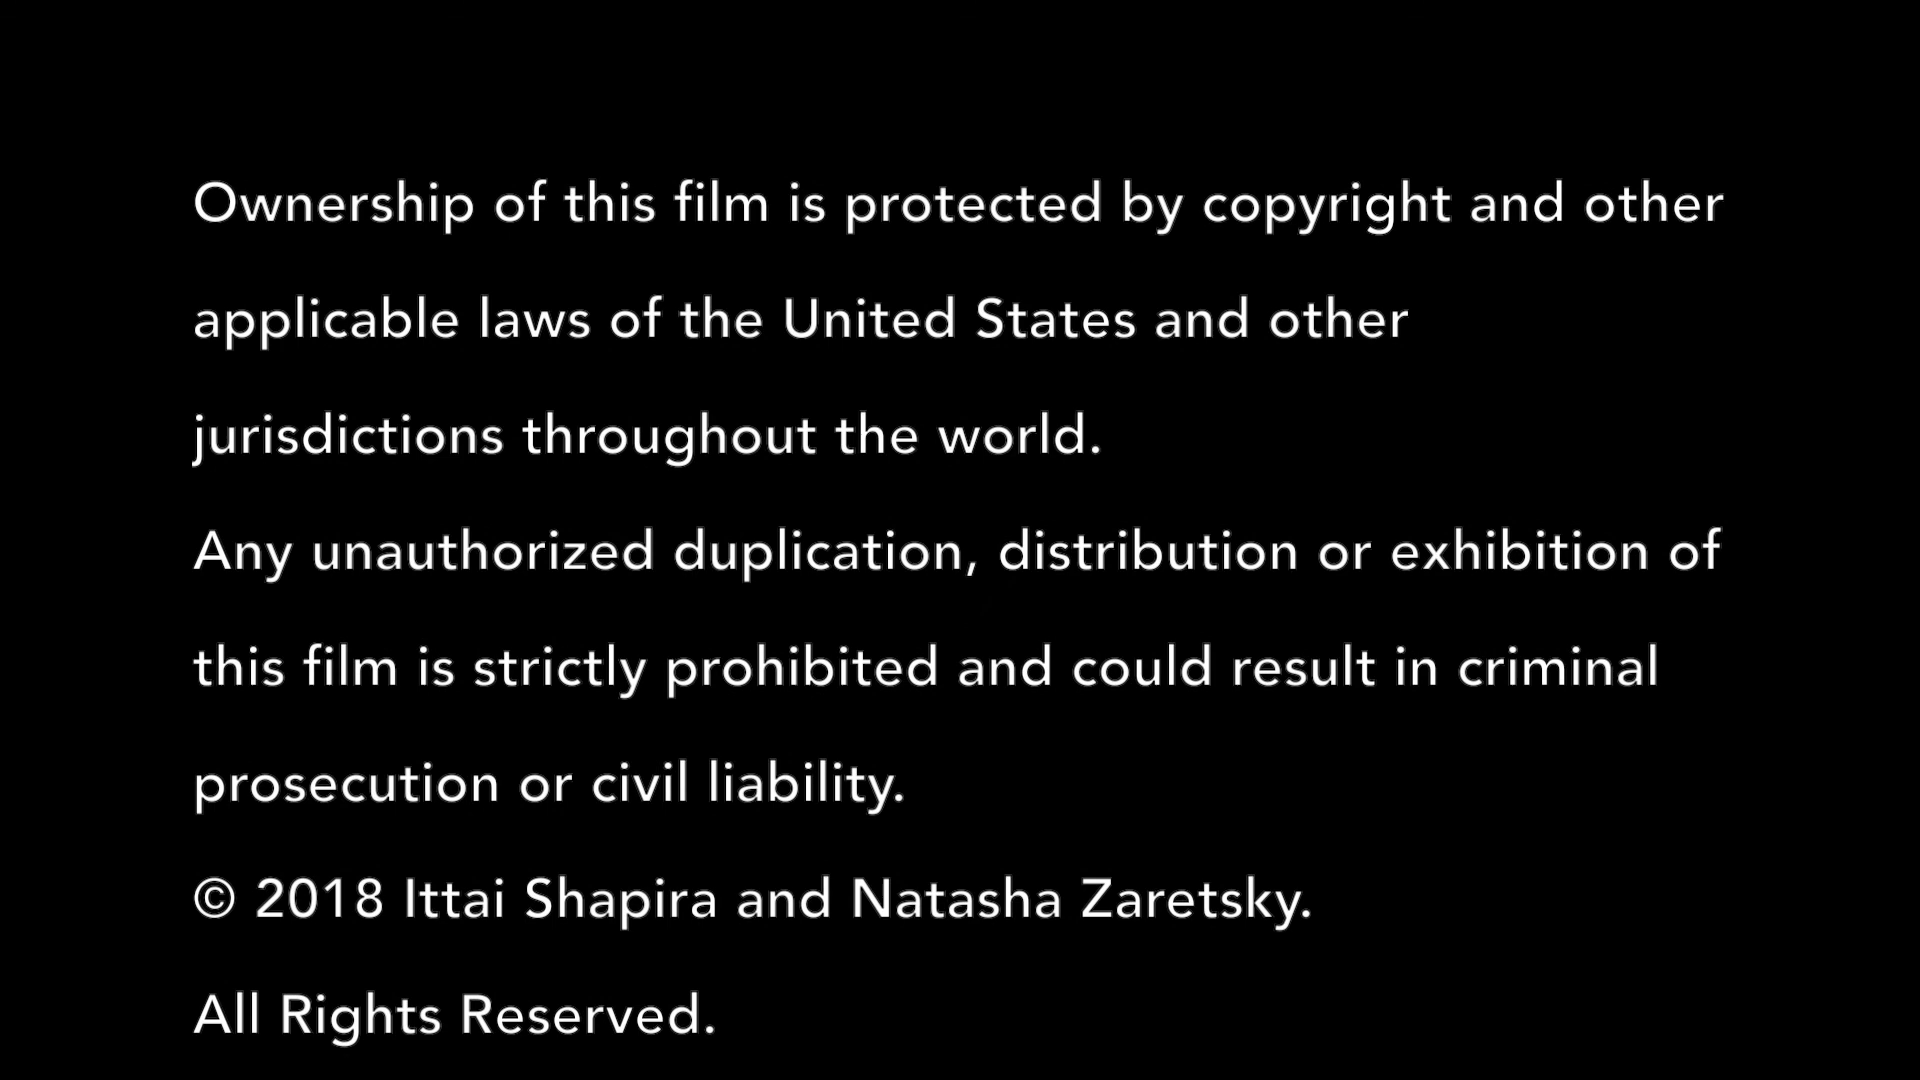 Ownership of this film is protected by copyright and other
applicable laws of the United States and other
jurisdictions throughout the world.
Any unauthorized duplication, distribution or exhibition of
this film is strictly prohibited and could result in criminal
prosecution or civil liability.
© 2018 Ittai Shapira and Natasha Zaretsky.
All Rights Reserved.